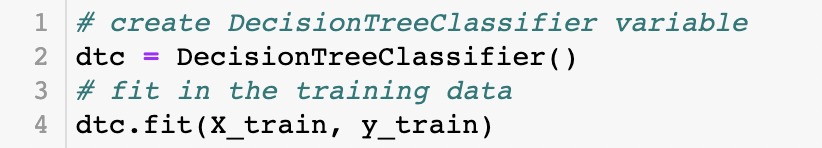 1 # create DecisionTreeClassifier variable
2 dtc = DecisionTreeClassifier()
3 # fit in the training data
4 dtc.fit(X_train, y_train)